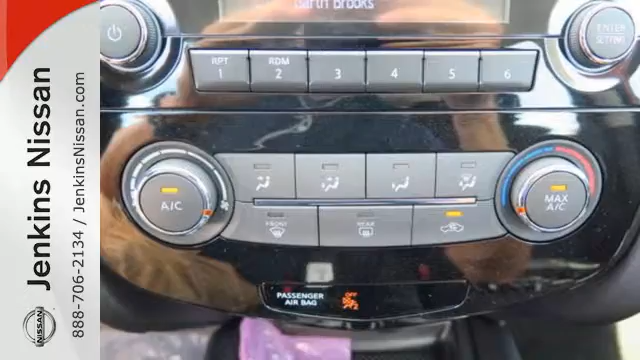 Garth Brooks
ENTER
SETTING
RPT
1
RDM
2
3
4
5
6
A/C
MAX
A/C
FRONT
REAR
PASSENGER
AIR BAG
OFF
2
Jenkins Nissan
888-706-2134 / JenkinsNissan.com
NISSAN